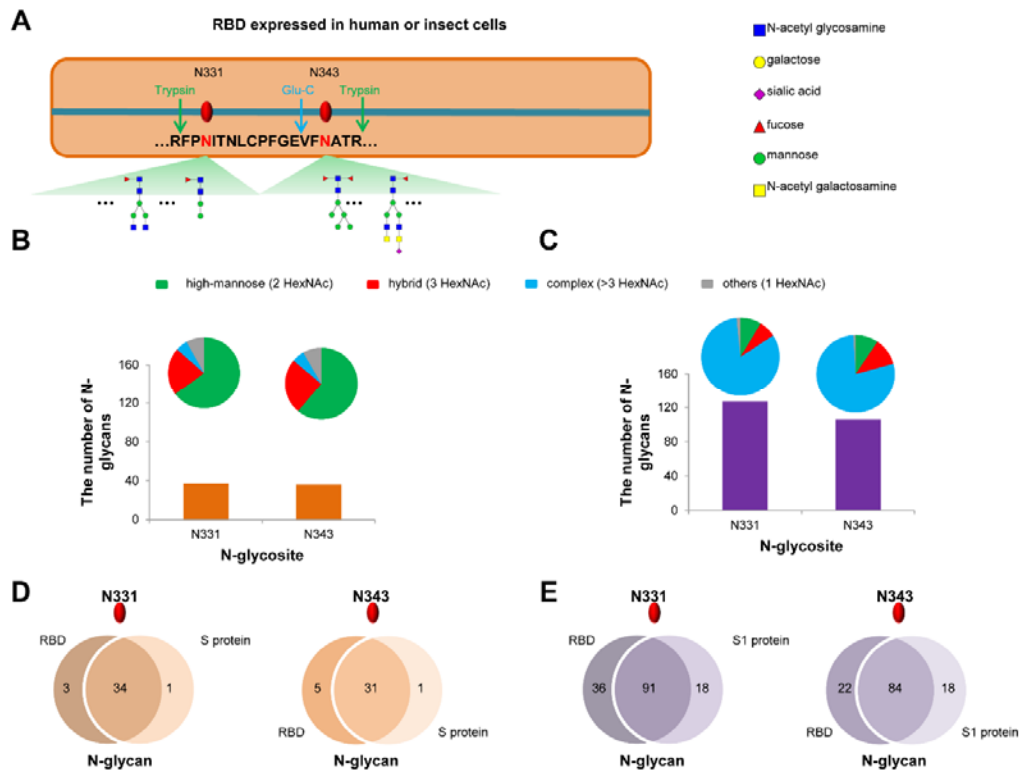 A
RBD expressed in human or insect cells
N331
N343
Trypsin
Glu-C
Trypsin
...RFPNITNLCPFGEVFNATR...
...
...
...
...
N-acetyl glycosamine
galactose
sialic acid
fucose
mannose
N-acetyl galactosamine
B
C
high-mannose (2 HexNAc)
hybrid (3 HexNAc)
complex (>3 HexNAc)
others (1 HexNAc)
The number of N-
glycans
160
120
80
40
0
N331
N343
N-glycosite
The number of N-
glycans
160
120
80
40
0
N331
N343
N-glycosite
D
N331
RBD
S protein
3
34
1
N-glycan
N343
5
31
1
RBD
S protein
N-glycan
E
N331
RBD
S1 protein
36
91
18
N-glycan
N343
22
84
18
RBD
S1 protein
N-glycan